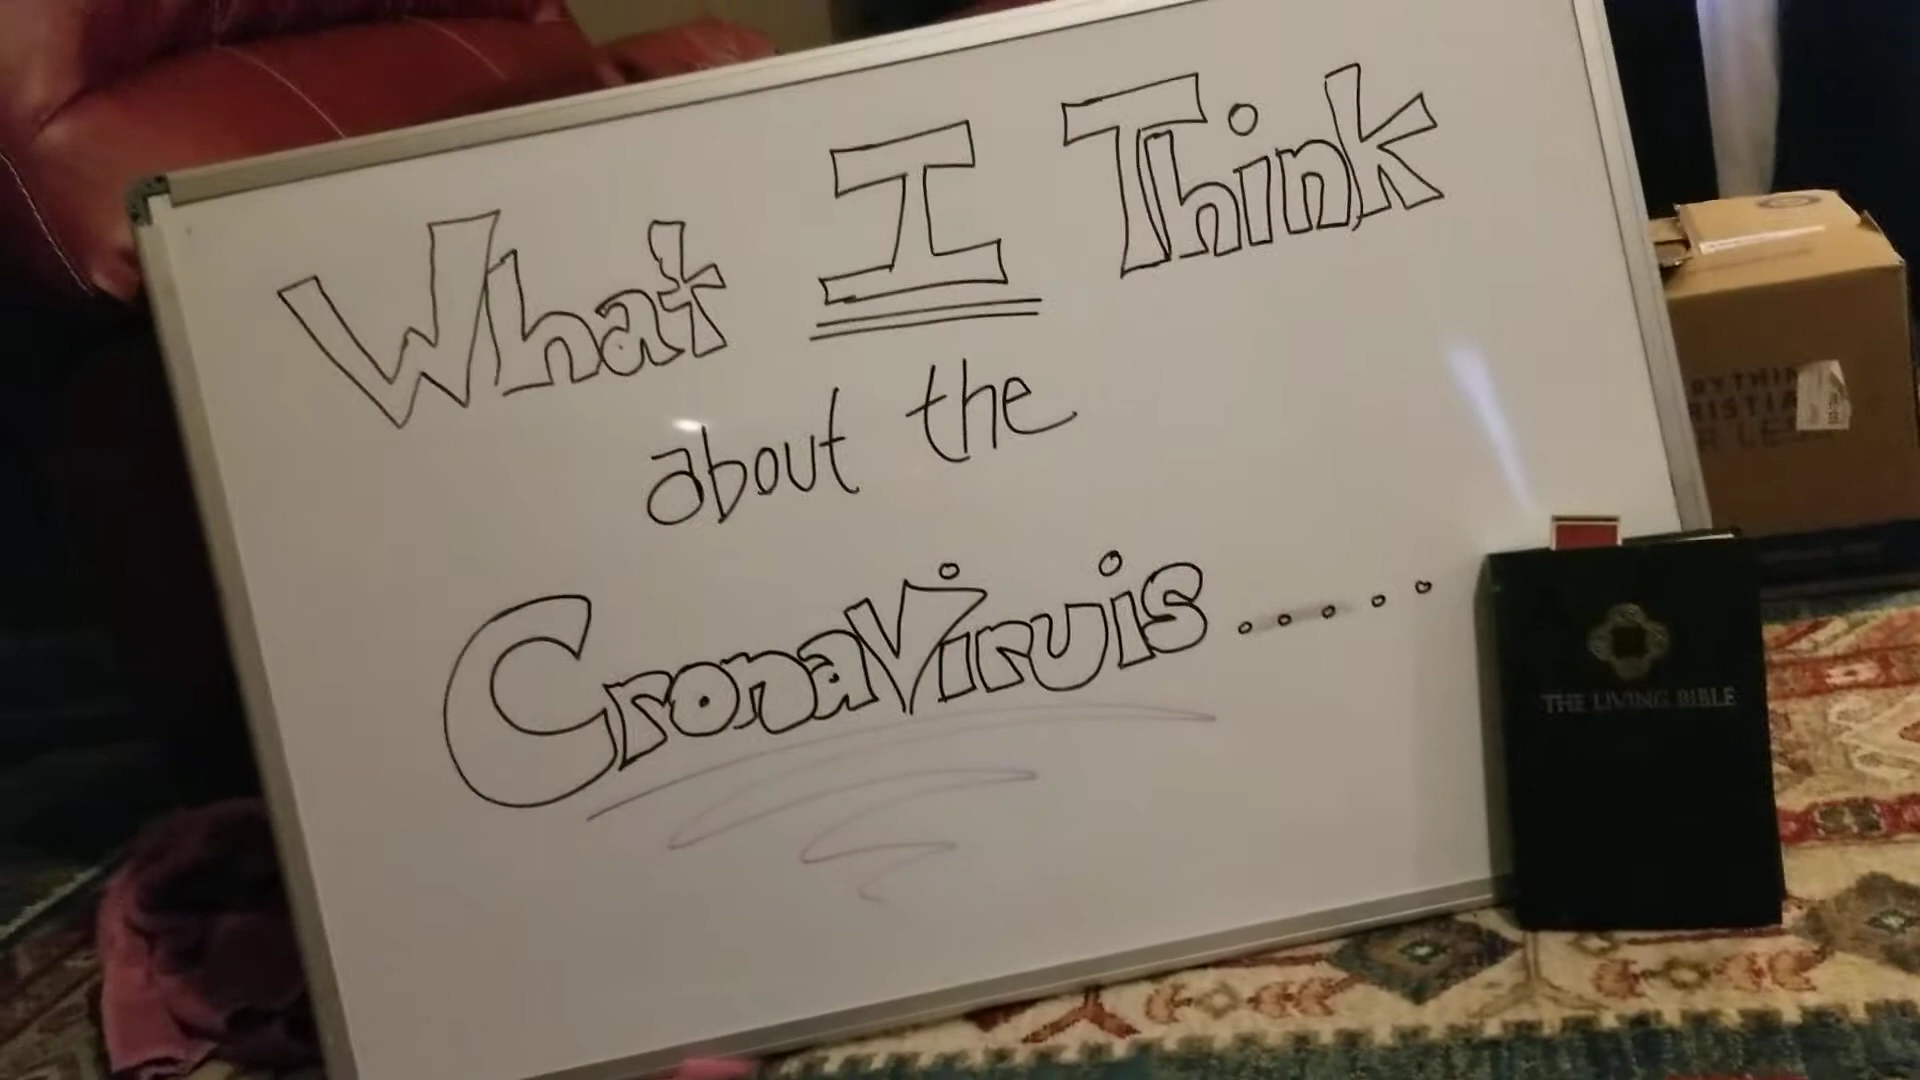 What I Think
about the
CronaViruis.....
THE LIVING BIBLE